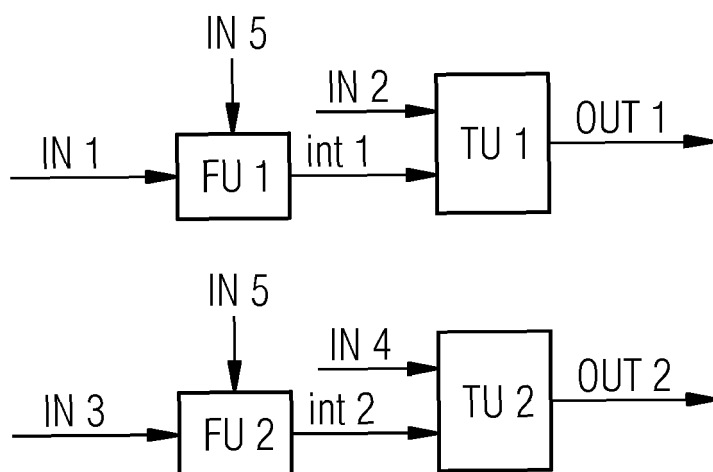 IN 5
IN 2
OUT 1
IN 1
FU 1
int 1
TU 1
IN 5
IN 4
OUT 2
IN 3
FU 2
int 2
TU 2